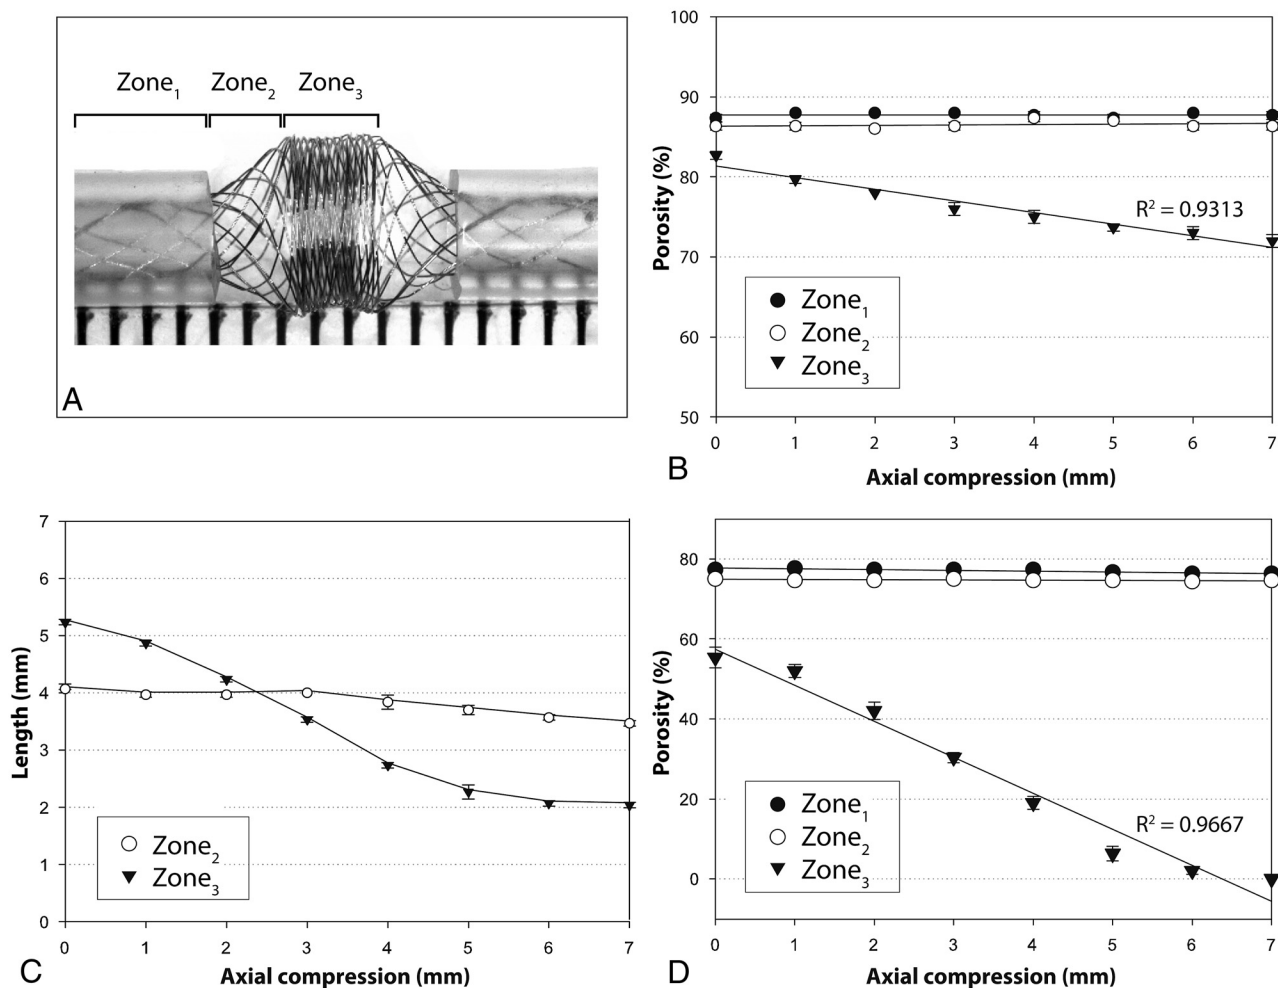 Zone₁ Zone₂ Zone₃
A
100
90
80
70
60
50
Porosity (%)
R² = 0.9313
Zone₁
Zone₂
Zone₃
0 1 2 3 4 5 6 7
Axial compression (mm)
B
7
6
5
4
3
2
1
0
Length (mm)
Zone₂
Zone₃
0 1 2 3 4 5 6 7
Axial compression (mm)
C
80
60
40
20
0
Porosity (%)
R² = 0.9667
Zone₁
Zone₂
Zone₃
0 1 2 3 4 5 6 7
Axial compression (mm)
D